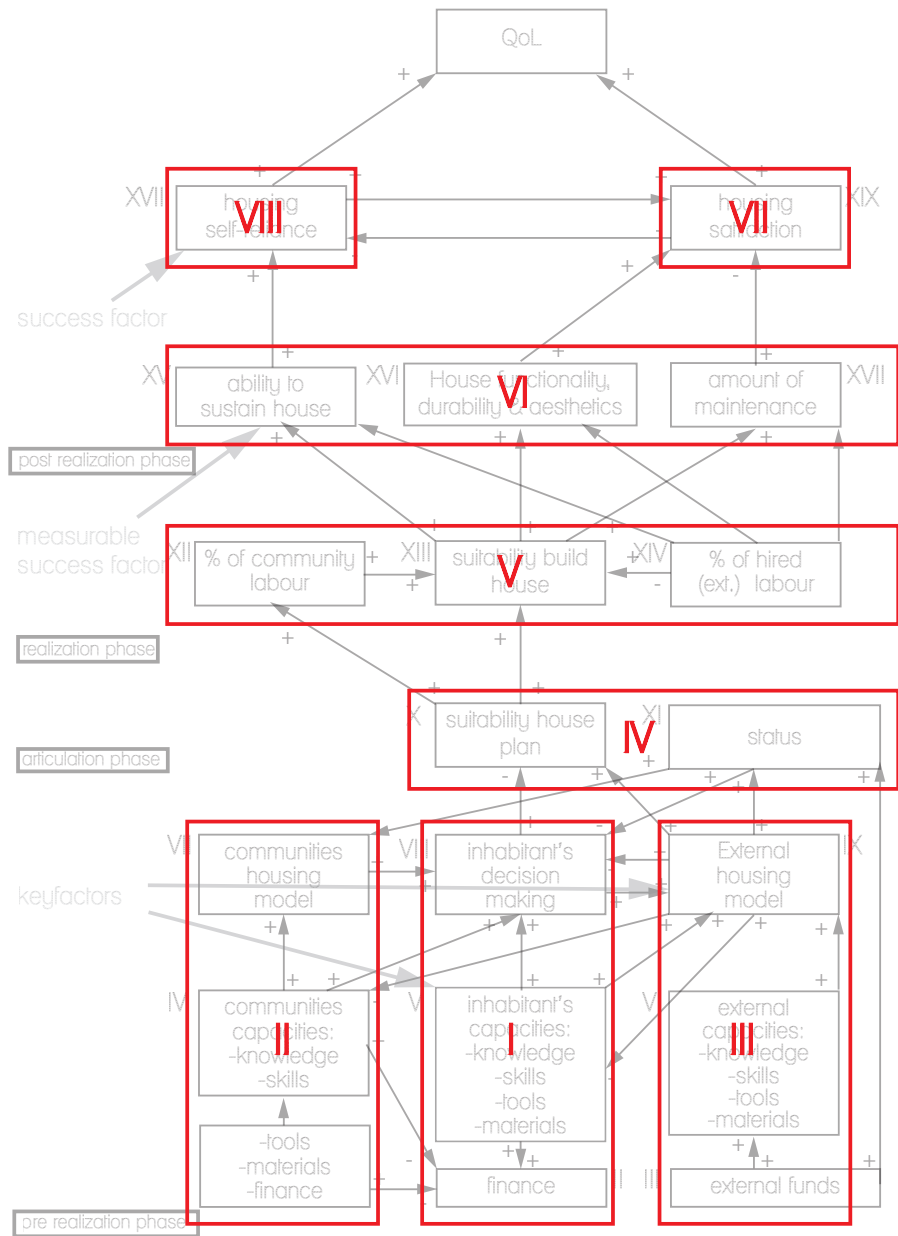 QoL
+ +
+ + + -
XVII housing self-reliance
VIII
XIX housing satfraction
VII
+ + -
success factor
+ + +
XV ability to sustain house
XVI House functionality, durability & aesthetics
VI
amount of maintenance XVII
+ + +
post realization phase
measurable
success factor
+ + +
XII % of community labour
+ +
XIII suitability build house
V
XIV % of hired (ext.) labour
+ -
+ +
realization phase
+ +
X suitability house plan
IV
XI status
articulation phase
- + + + + +
+ - + +
VII communities housing model
VIII inhabitant's decision making
External housing model IX
keyfactors
+ + + + + +
+ + + + +
IV communities capacities: -knowledge -skills
II
V inhabitant's capacities: -knowledge -skills -tools -materials
I
V external capacities: -knowledge -skills -tools -materials
III
-tools
-materials
-finance
- + + +
finance II
III external funds
pre realization phase